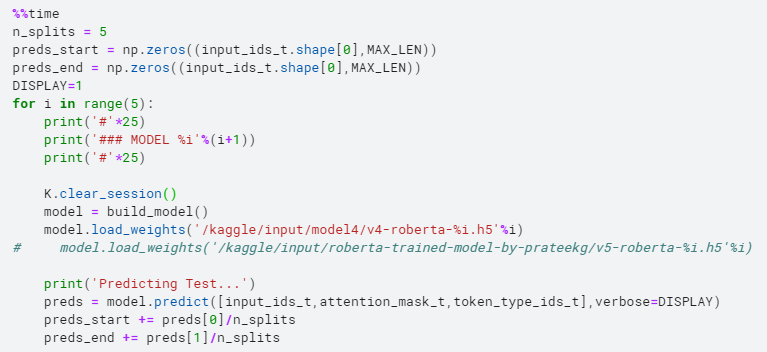 %%time
n_splits = 5
preds_start = np.zeros((input_ids_t.shape[0],MAX_LEN))
preds_end = np.zeros((input_ids_t.shape[0],MAX_LEN))
DISPLAY=1
for i in range(5):
    print('#'*25)
    print('### MODEL %i'%(i+1))
    print('#'*25)

    K.clear_session()
    model = build_model()
    model.load_weights('/kaggle/input/model4/v4-roberta-%i.h5'%i)
#     model.load_weights('/kaggle/input/roberta-trained-model-by-prateekg/v5-roberta-%i.h5'%i)

    print('Predicting Test...')
    preds = model.predict([input_ids_t,attention_mask_t,token_type_ids_t],verbose=DISPLAY)
    preds_start += preds[0]/n_splits
    preds_end += preds[1]/n_splits